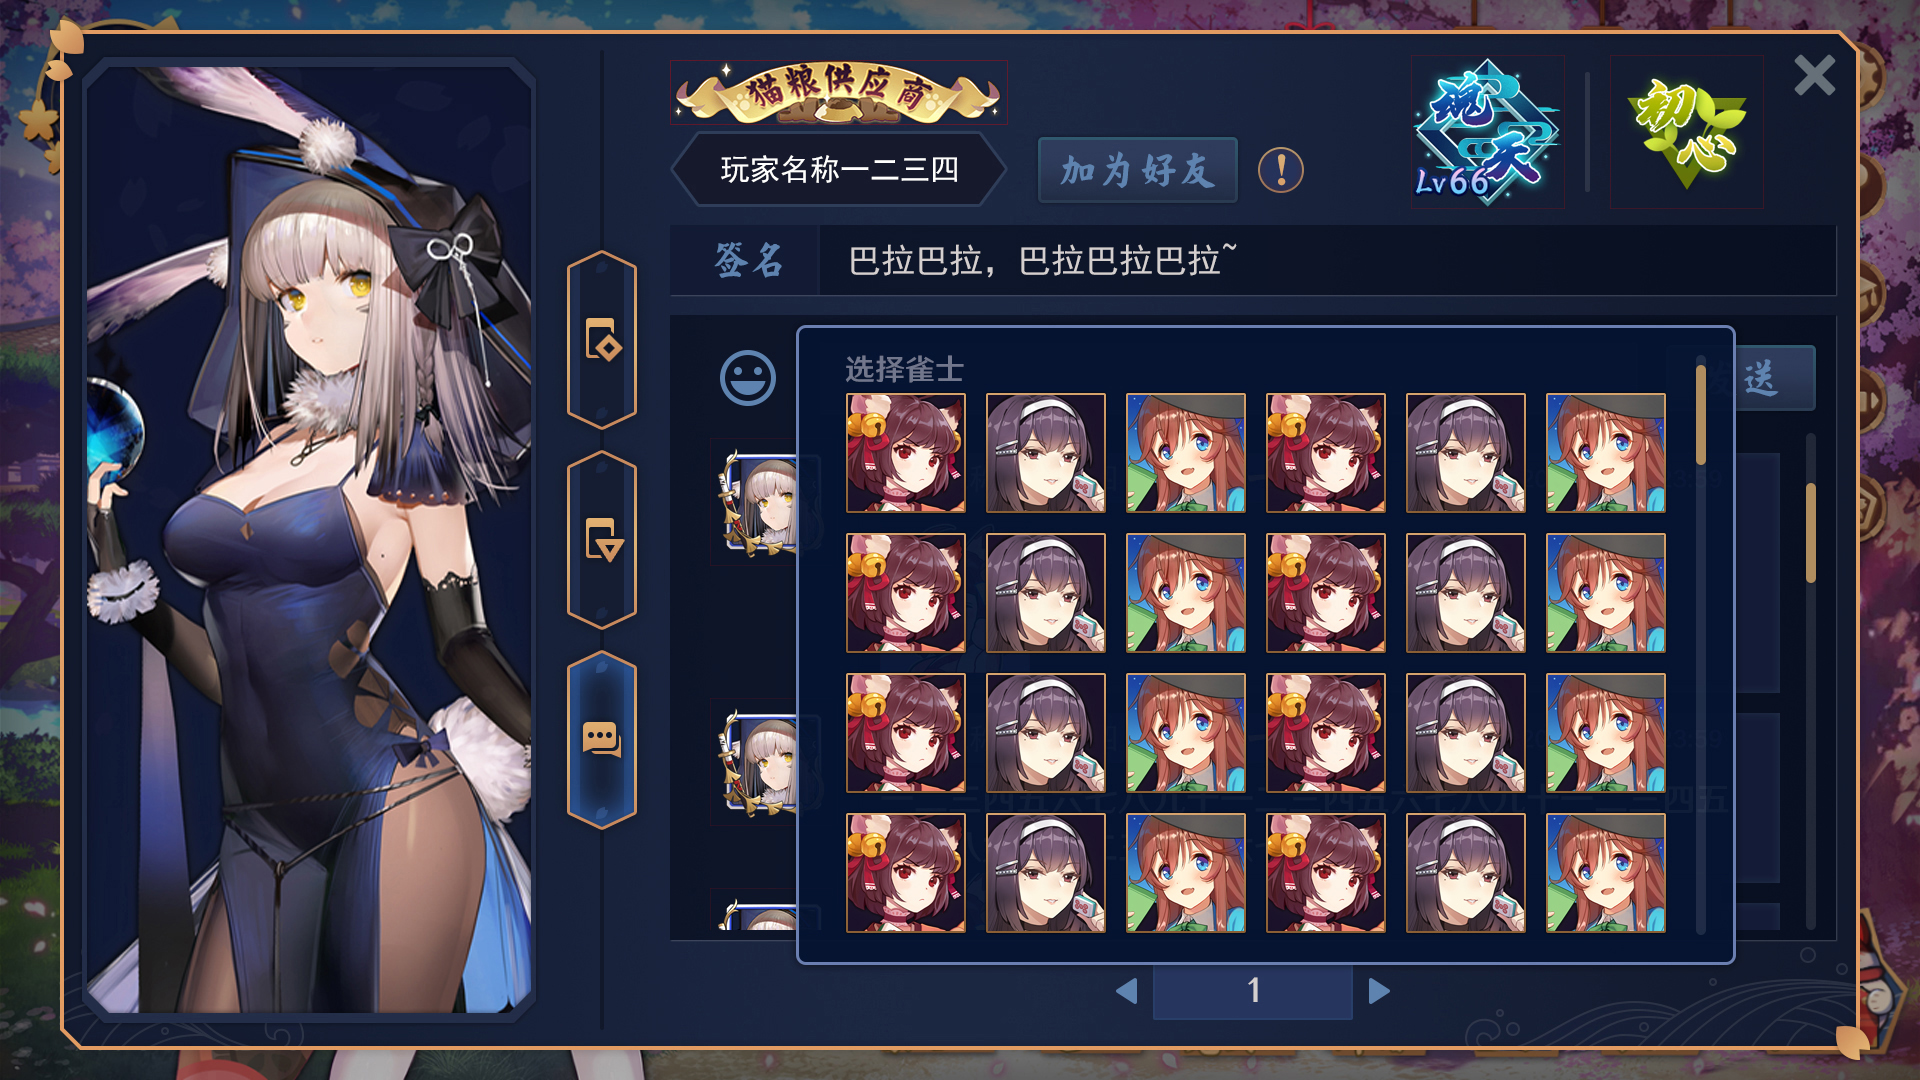 猫粮供应商
玩家名称一二三四
加为好友
!
魂天
Lv66
初心
签名
巴拉巴拉，巴拉巴拉巴拉~
选择雀士
送
1